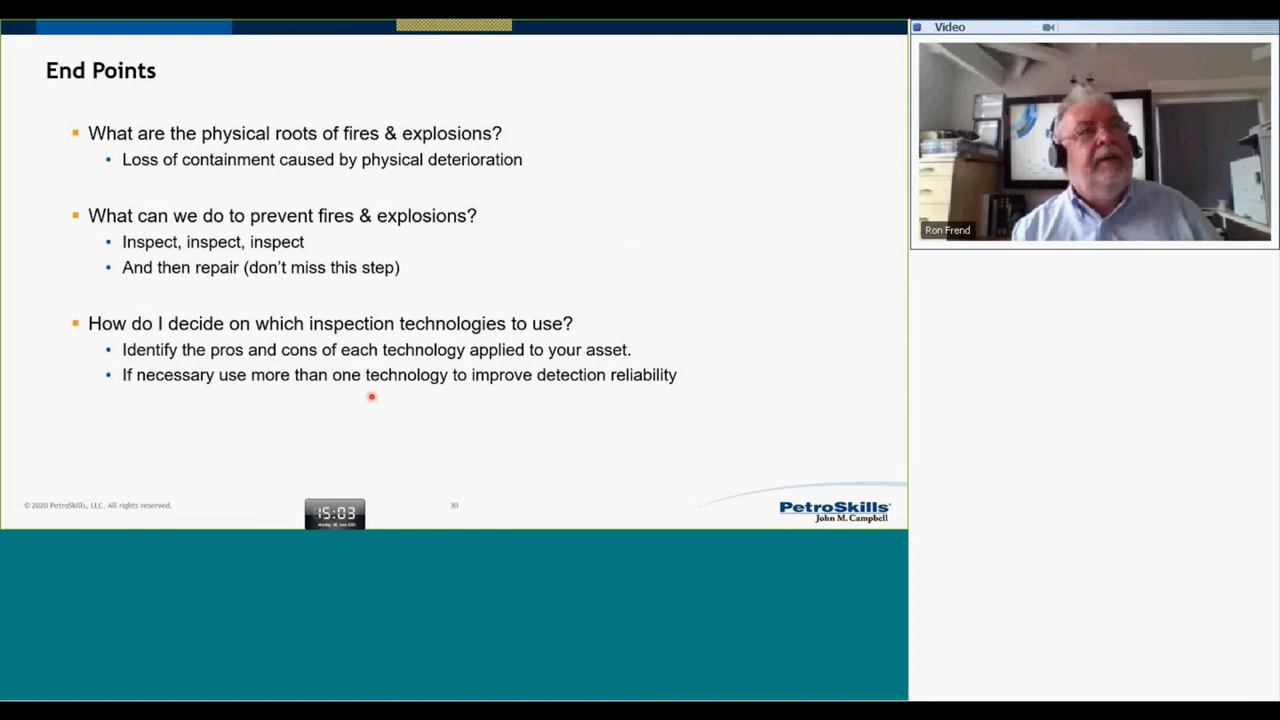 End Points
What are the physical roots of fires & explosions?
Loss of containment caused by physical deterioration
What can we do to prevent fires & explosions?
Inspect, inspect, inspect
And then repair (don't miss this step)
How do I decide on which inspection technologies to use?
Identify the pros and cons of each technology applied to your asset.
If necessary use more than one technology to improve detection reliability
© 2020 PetroSkills, LLC. All rights reserved.
15:03
30
PetroSkills
John M. Campbell
Video
Ron Frend